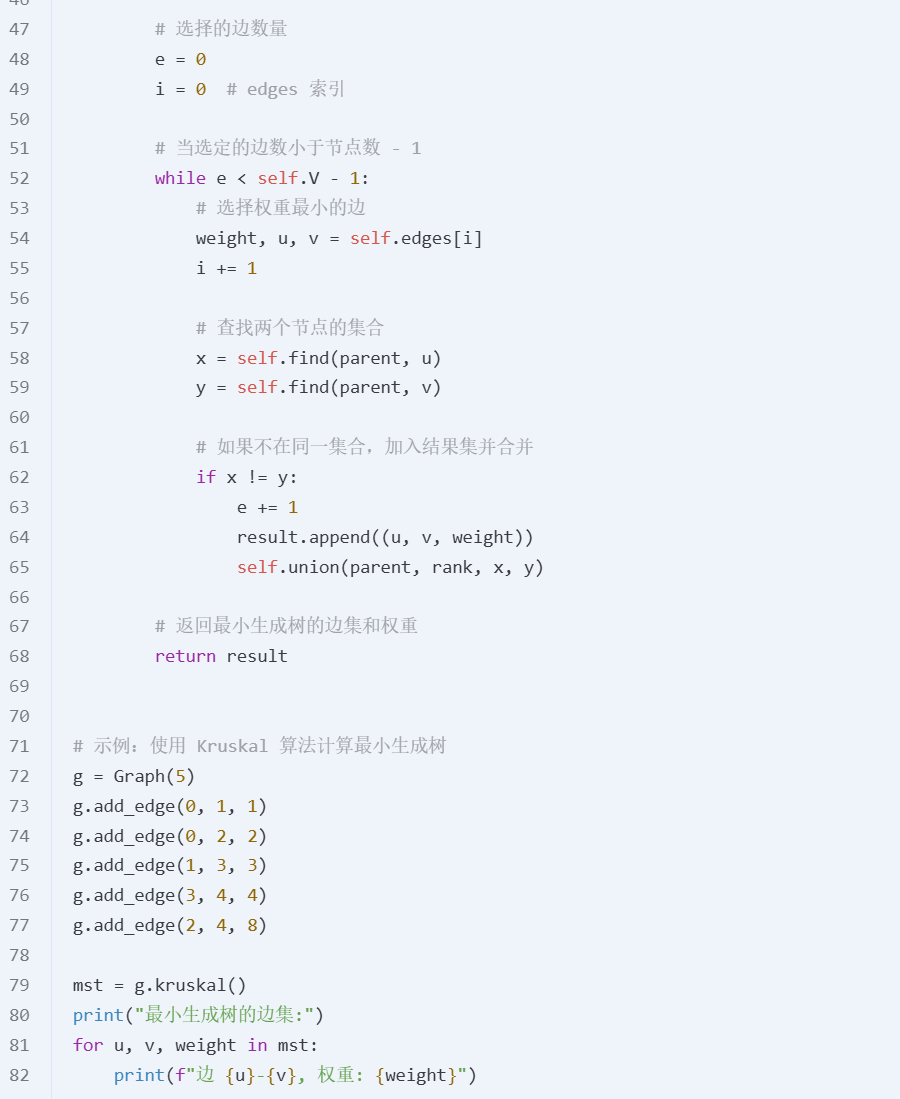 47 # 选择的边数量
48 e = 0
49 i = 0  # edges 索引
50
51 # 当选定的边数小于节点数 - 1
52 while e < self.V - 1:
53 # 选择权重最小的边
54 weight, u, v = self.edges[i]
55 i += 1
56
57 # 查找两个节点的集合
58 x = self.find(parent, u)
59 y = self.find(parent, v)
60
61 # 如果不在同一集合，加入结果集并合并
62 if x != y:
63 e += 1
64 result.append((u, v, weight))
65 self.union(parent, rank, x, y)
66
67 # 返回最小生成树的边集和权重
68 return result
69
70
71 # 示例：使用 Kruskal 算法计算最小生成树
72 g = Graph(5)
73 g.add_edge(0, 1, 1)
74 g.add_edge(0, 2, 2)
75 g.add_edge(1, 3, 3)
76 g.add_edge(3, 4, 4)
77 g.add_edge(2, 4, 8)
78
79 mst = g.kruskal()
80 print("最小生成树的边集:")
81 for u, v, weight in mst:
82 print(f"边 {u}-{v}, 权重: {weight}")